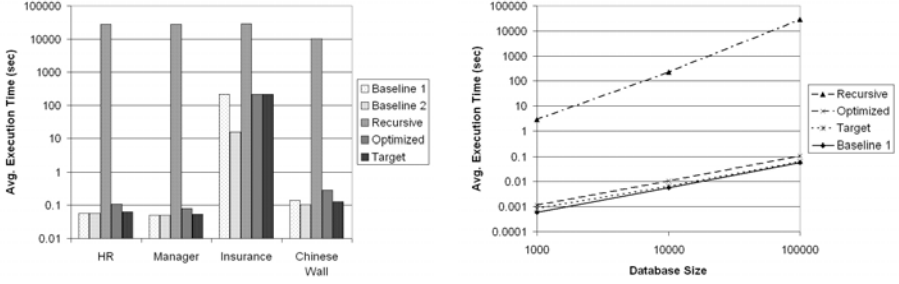 Avg. Execution Time (sec)
100000
10000
1000
100
10
1
0.1
0.01
HR
Manager
Insurance
Chinese
Wall
Baseline 1
Baseline 2
Recursive
Optimized
Target
Avg. Execution Time (sec)
100000
10000
1000
100
10
1
0.1
0.01
0.001
0.0001
1000
10000
100000
Database Size
Recursive
Optimized
Target
Baseline 1